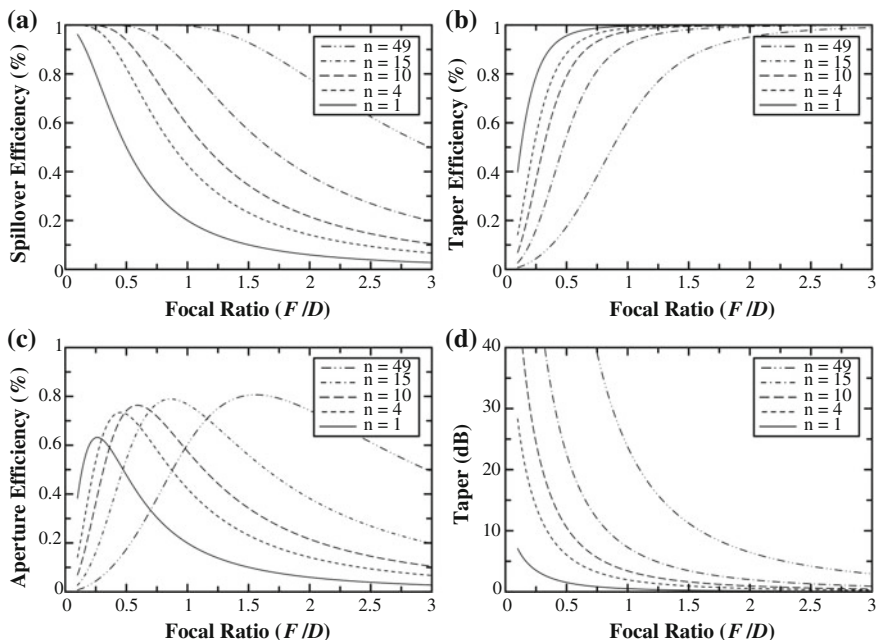 (a)
Spillover Efficiency (%)
1
0.8
0.6
0.4
0.2
0
0
0.5
1
1.5
2
2.5
3
Focal Ratio (F/D)
n = 49
n = 15
n = 10
n = 4
n = 1
(b)
Taper Efficiency (%)
1
0.8
0.6
0.4
0.2
0
0
0.5
1
1.5
2
2.5
3
Focal Ratio (F/D)
n = 49
n = 15
n = 10
n = 4
n = 1
(c)
Aperture Efficiency (%)
1
0.8
0.6
0.4
0.2
0
0
0.5
1
1.5
2
2.5
3
Focal Ratio (F/D)
n = 49
n = 15
n = 10
n = 4
n = 1
(d)
Taper (dB)
40
30
20
10
0
0
0.5
1
1.5
2
2.5
3
Focal Ratio (F/D)
n = 49
n = 15
n = 10
n = 4
n = 1